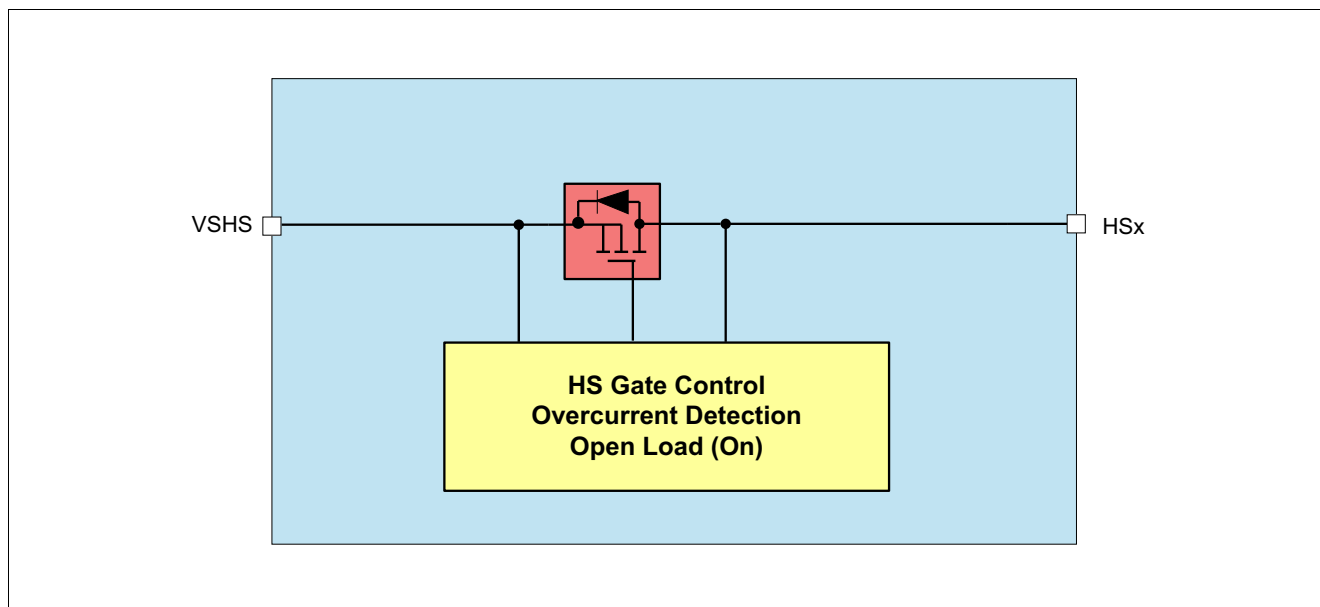 VSHS
HSx
HS Gate Control
Overcurrent Detection
Open Load (On)